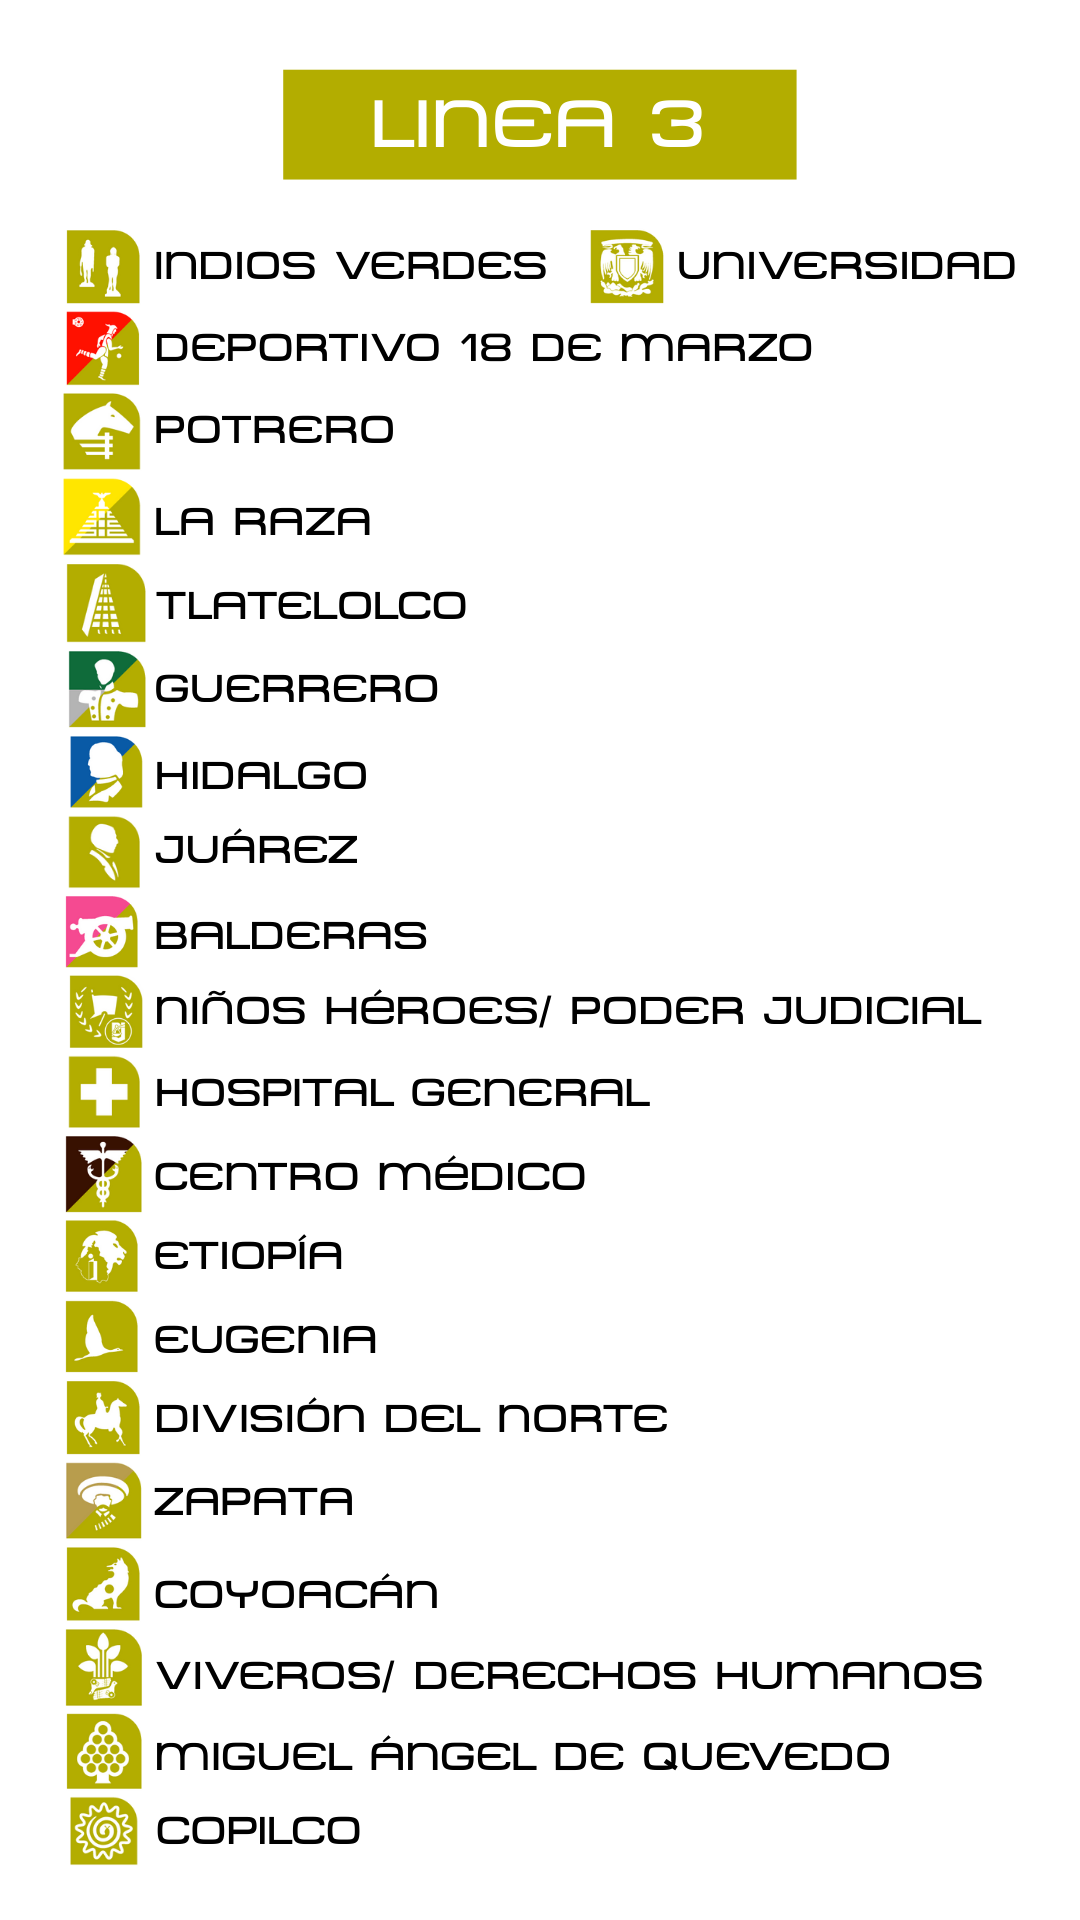 LINEA 3
INDIOS VERDES
UNIVERSIDAD
DEPORTIVO 18 DE MARZO
POTRERO
LA RAZA
TLATELOLCO
GUERRERO
HIDALGO
JUÁREZ
BALDERAS
NIÑOS HÉROES/ PODER JUDICIAL
HOSPITAL GENERAL
CENTRO MÉDICO
ETIOPÍA
EUGENIA
DIVISIÓN DEL NORTE
ZAPATA
COYOACÁN
VIVEROS/ DERECHOS HUMANOS
MIGUEL ÁNGEL DE QUEVEDO
COPILCO